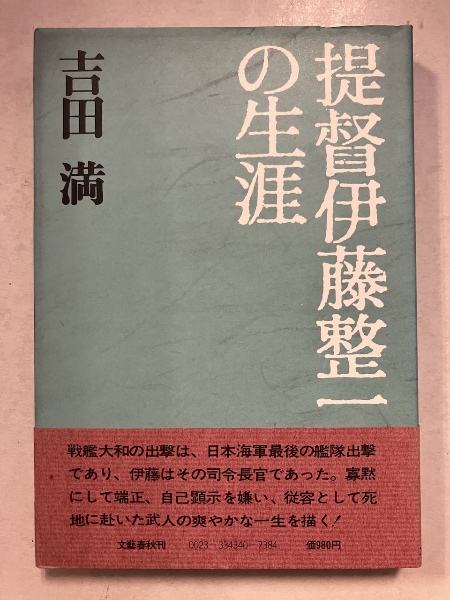 提督伊藤整一
の生涯
吉田 満
戦艦大和の出撃は、日本海軍最後の艦隊出撃
であり、伊藤はその司令長官であった。寡黙
にして端正、自己顕示を嫌い、従容として死
地に赴いた武人の爽やかな一生を描く!
文藝春秋刊 0023-334340-7384 価980円